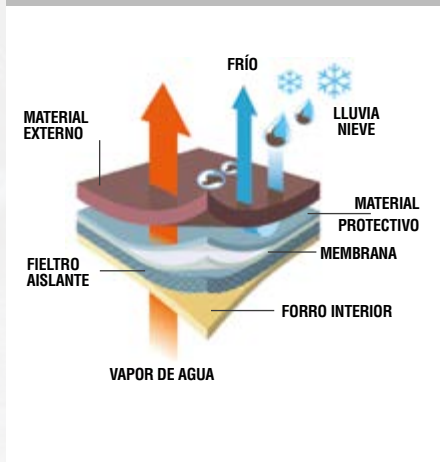 FRÍO
MATERIAL
EXTERNO
LLUVIA
NIEVE
MATERIAL
PROTECTIVO
MEMBRANA
FIELTRO
AISLANTE
FORRO INTERIOR
VAPOR DE AGUA